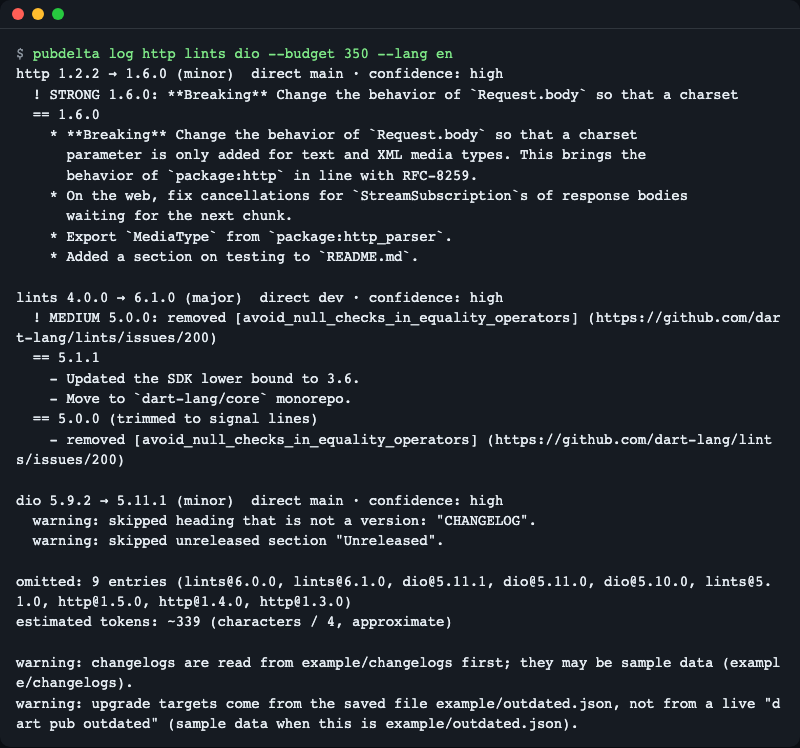 $ pubdelta log http lints dio --budget 350 --lang en
http 1.2.2 → 1.6.0 (minor)  direct main · confidence: high
  ! STRONG 1.6.0: **Breaking** Change the behavior of `Request.body` so that a charset
  == 1.6.0
    * **Breaking** Change the behavior of `Request.body` so that a charset
      parameter is only added for text and XML media types. This brings the
      behavior of `package:http` in line with RFC-8259.
    * On the web, fix cancellations for `StreamSubscription`s of response bodies
      waiting for the next chunk.
    * Export `MediaType` from `package:http_parser`.
    * Added a section on testing to `README.md`.

lints 4.0.0 → 6.1.0 (major)  direct dev · confidence: high
  ! MEDIUM 5.0.0: removed [avoid_null_checks_in_equality_operators] (https://github.com/dar
t-lang/lints/issues/200)
  == 5.1.1
    - Updated the SDK lower bound to 3.6.
    - Move to `dart-lang/core` monorepo.
  == 5.0.0 (trimmed to signal lines)
    - removed [avoid_null_checks_in_equality_operators] (https://github.com/dart-lang/lint
s/issues/200)

dio 5.9.2 → 5.11.1 (minor)  direct main · confidence: high
  warning: skipped heading that is not a version: "CHANGELOG".
  warning: skipped unreleased section "Unreleased".

omitted: 9 entries (lints@6.0.0, lints@6.1.0, dio@5.11.1, dio@5.11.0, dio@5.10.0, lints@5.
1.0, http@1.5.0, http@1.4.0, http@1.3.0)
estimated tokens: ~339 (characters / 4, approximate)

warning: changelogs are read from example/changelogs first; they may be sample data (exampl
e/changelogs).
warning: upgrade targets come from the saved file example/outdated.json, not from a live "d
art pub outdated" (sample data when this is example/outdated.json).